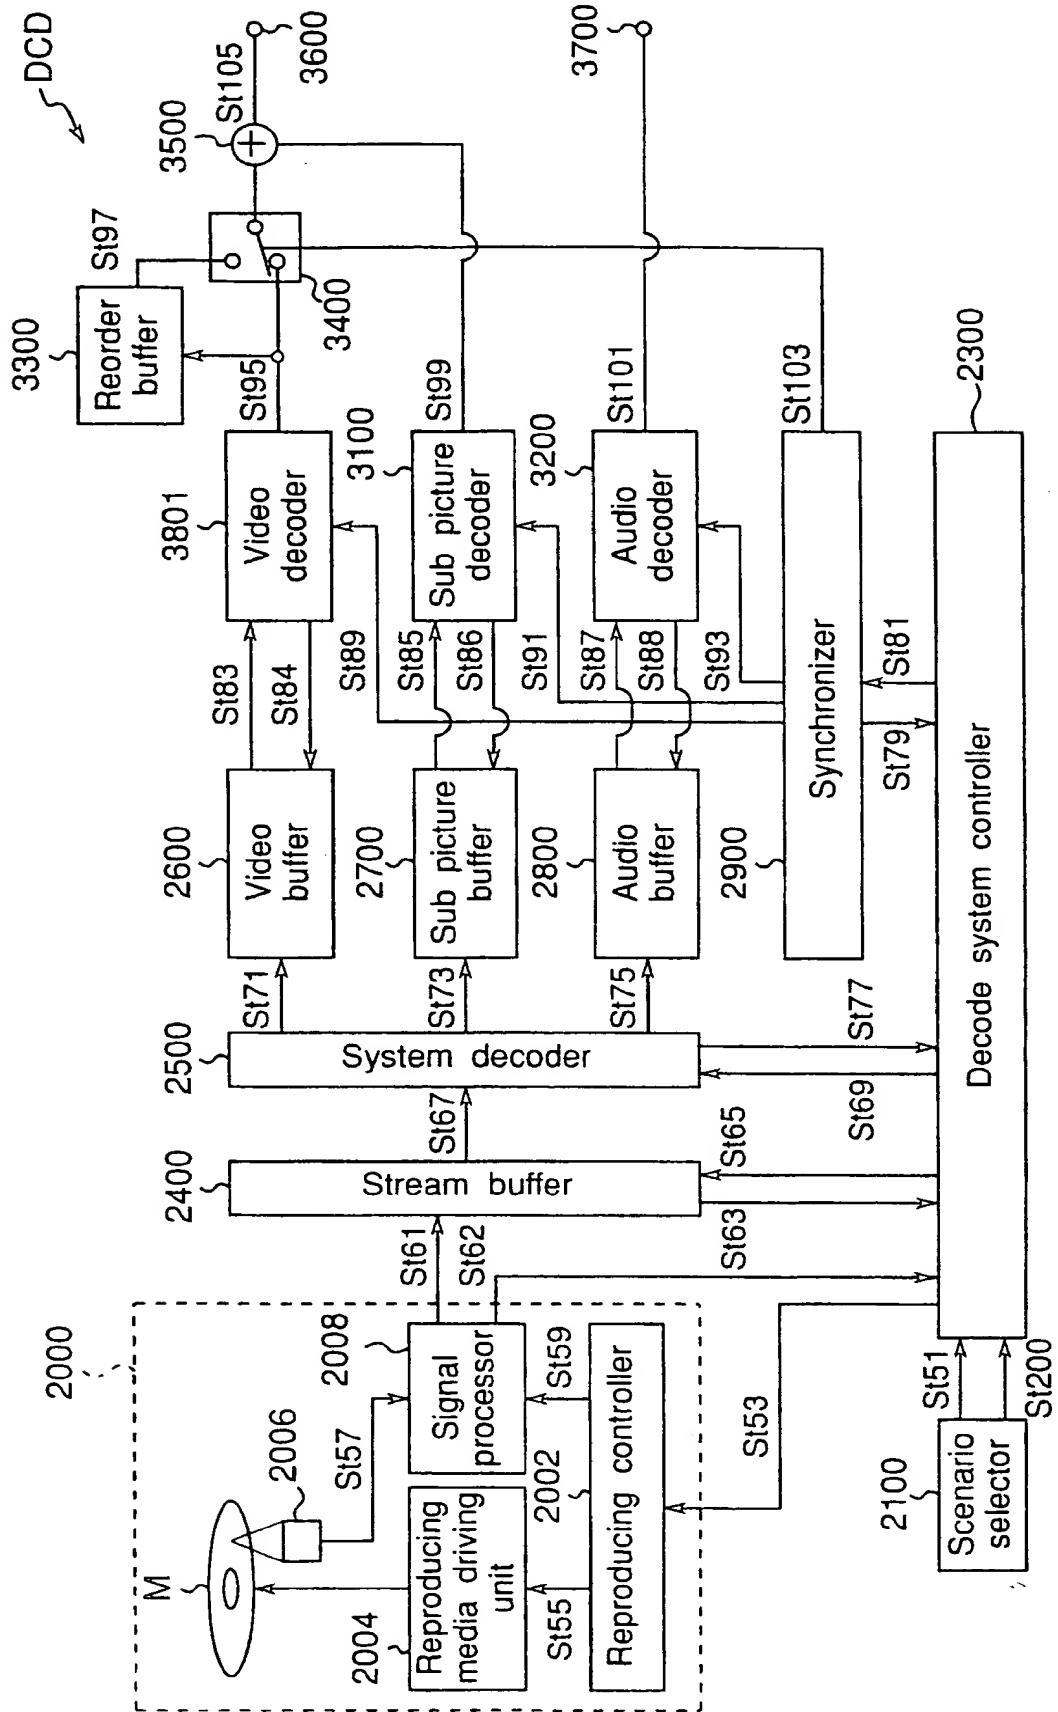 DCD
2000
M
2006
St57
2004
Reproducing
media driving
unit
2008
Signal
processor
St55
2002
St59
Reproducing controller
St53
2100
Scenario
selector
St51
St200
St61
St62
2400
Stream buffer
St63
St65
St67
2500
System decoder
St69
St77
St71
St73
St75
2600
Video
buffer
2700
Sub picture
buffer
2800
Audio
buffer
2900
Synchronizer
St79
St81
St83
St84
St89
St85
St86
St91
St87
St88
St93
3801
Video
decoder
3100
Sub picture
decoder
3200
Audio
decoder
St95
St99
St101
St103
2300
Decode system controller
3300
Reorder
buffer
St97
3400
3500
St105
3600
3700